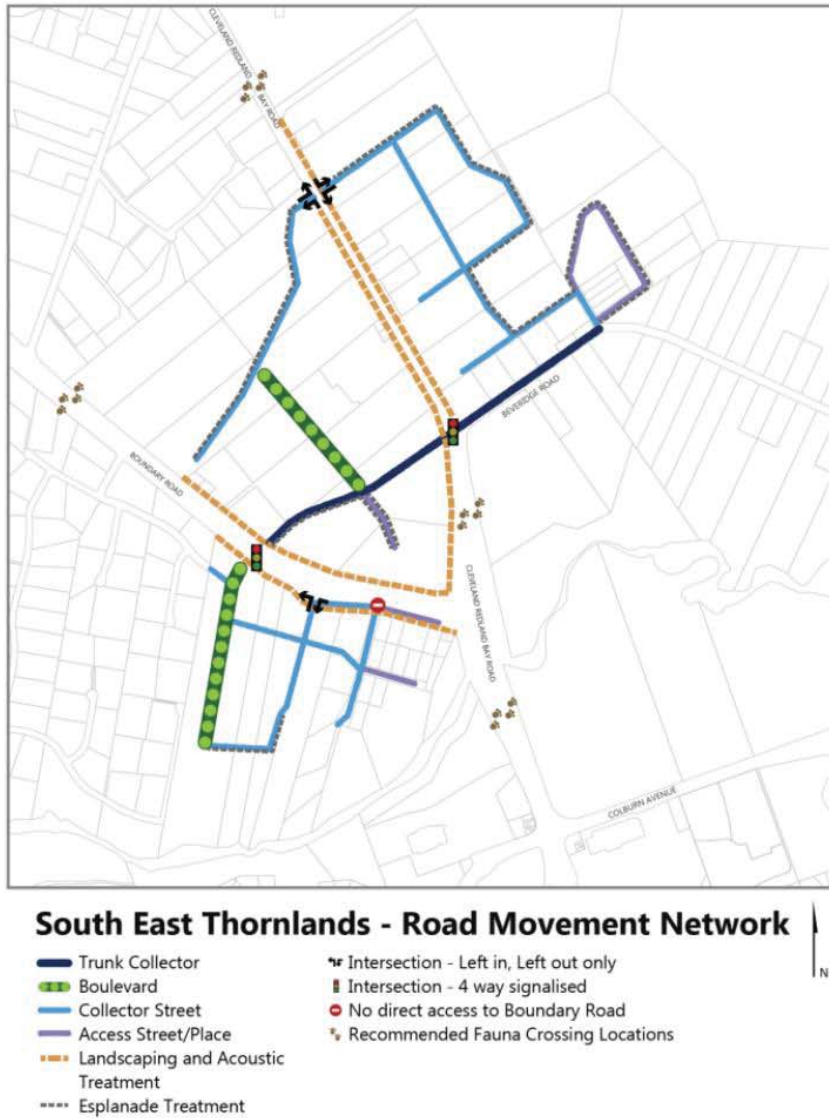 CLEVELAND REDLAND
BAY ROAD
BEVERIDGE ROAD
BOUNDARY ROAD
CLEVELAND REDLAND BAY ROAD
COLBURN AVENUE
South East Thornlands - Road Movement Network
Trunk Collector
Boulevard
Collector Street
Access Street/Place
Landscaping and Acoustic
Treatment
Esplanade Treatment
Intersection - Left in, Left out only
Intersection - 4 way signalised
No direct access to Boundary Road
Recommended Fauna Crossing Locations
N